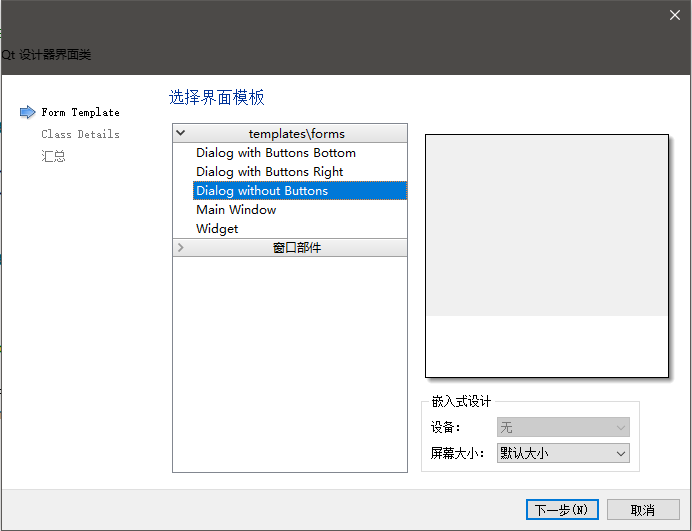 Qt 设计器界面类
Form Template
Class Details
汇总
选择界面模板
templates\forms
Dialog with Buttons Bottom
Dialog with Buttons Right
Dialog without Buttons
Main Window
Widget
窗口部件
嵌入式设计
设备： 无
屏幕大小： 默认大小
下一步(N) 取消